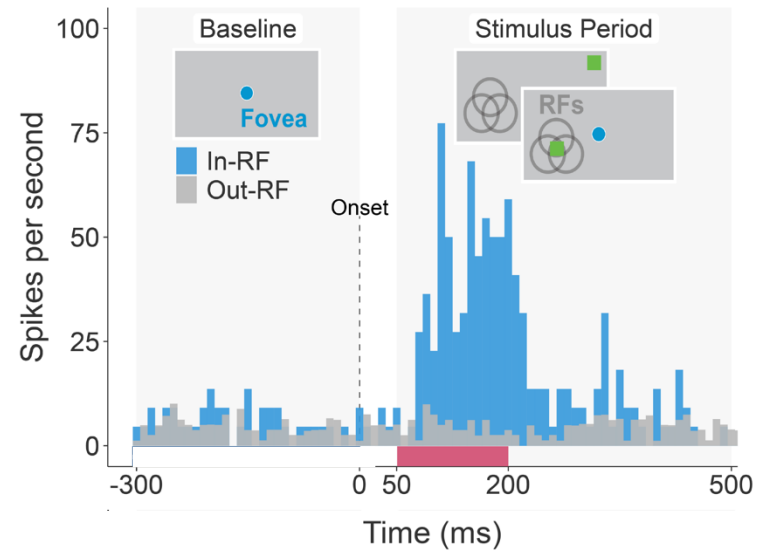 Baseline
Stimulus Period
Fovea
RFs
In-RF
Out-RF
Onset
Spikes per second
100
75
50
25
0
-300
0
50
200
500
Time (ms)